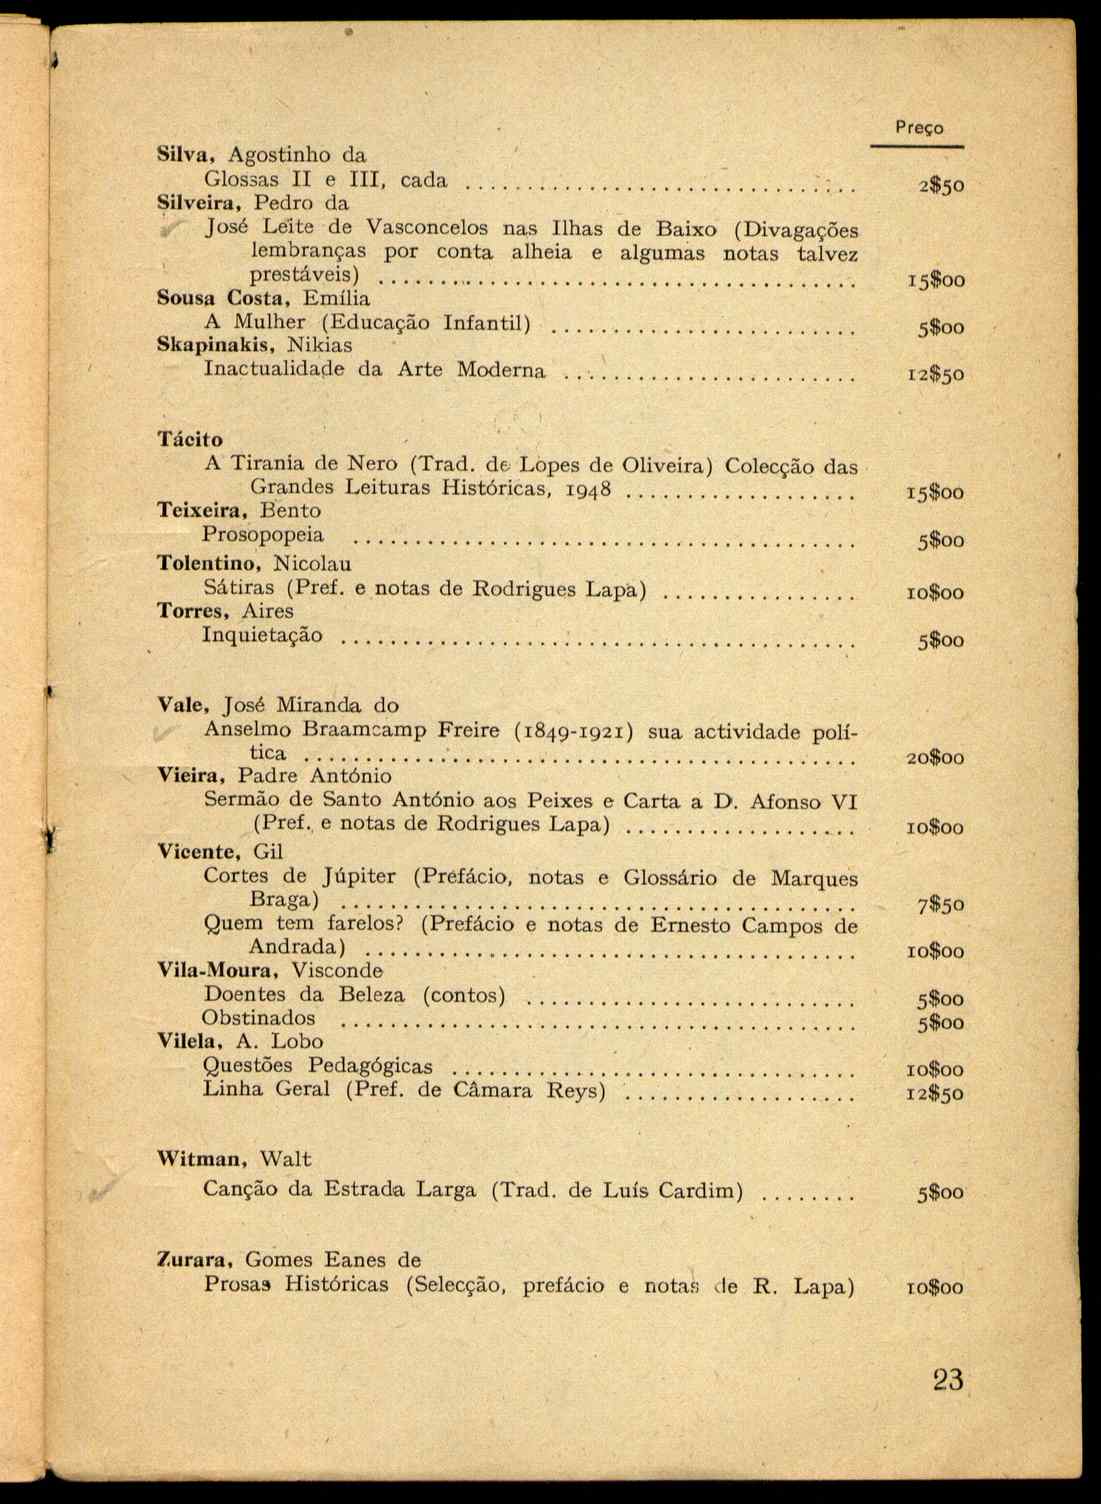 Preço
Silva, Agostinho da
Glossas II e III, cada ................................ 2$50
Silveira, Pedro da
José Leite de Vasconcelos nas Ilhas de Baixo (Divagações
lembranças por conta alheia e algumas notas talvez
prestáveis) ....................................... 15$00
Sousa Costa, Emília
A Mulher (Educação Infantil) ......................... 5$00
Skapinakis, Nikias
Inactualidade da Arte Moderna ........................ 12$50
Tácito
A Tirania de Nero (Trad. de Lopes de Oliveira) Colecção das
Grandes Leituras Históricas, 1948 ................... 15$00
Teixeira, Bento
Prosopopeia ......................................... 5$00
Tolentino, Nicolau
Sátiras (Pref. e notas de Rodrigues Lapa) ................ 10$00
Torres, Aires
Inquietação .......................................... 5$00
Vale, José Miranda do
Anselmo Braamcamp Freire (1849-1921) sua actividade polí-
tica ............................................. 20$00
Vieira, Padre António
Sermão de Santo António aos Peixes e Carta a D. Afonso VI
(Pref. e notas de Rodrigues Lapa) ................... 10$00
Vicente, Gil
Cortes de Júpiter (Prefácio, notas e Glossário de Marques
Braga) .......................................... 7$50
Quem tem farelos? (Prefácio e notas de Ernesto Campos de
Andrada) ........................................ 10$00
Vila-Moura, Visconde
Doentes da Beleza (contos) ........................... 5$00
Obstinados .......................................... 5$00
Vilela, A. Lobo
Questões Pedagógicas ................................. 10$00
Linha Geral (Pref. de Câmara Reys) ................... 12$50
Witman, Walt
Canção da Estrada Larga (Trad. de Luís Cardim) ........ 5$00
Zurara, Gomes Eanes de
Prosas Históricas (Selecção, prefácio e notas de R. Lapa) 10$00
23